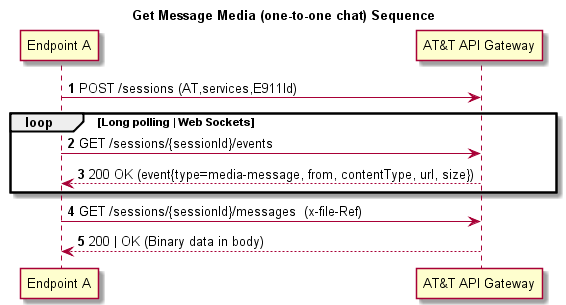 Get Message Media (one-to-one chat) Sequence
Endpoint A AT&T API Gateway
1 POST /sessions (AT,services,E911Id)
loop [Long polling | Web Sockets]
2 GET /sessions/{sessionId}/events
3 200 OK (event{type=media-message, from, contentType, url, size})
4 GET /sessions/{sessionId}/messages (x-file-Ref)
5 200 | OK (Binary data in body)
Endpoint A AT&T API Gateway